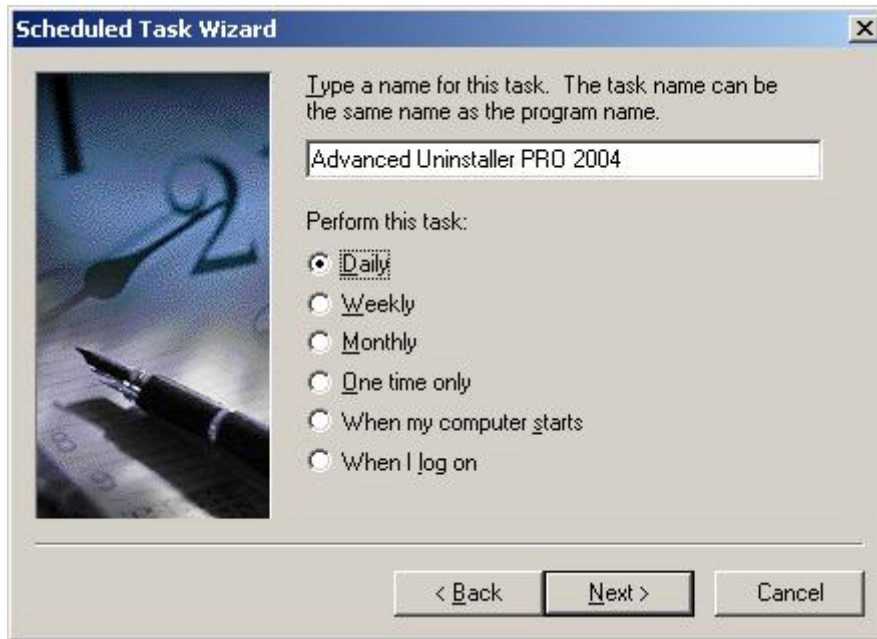 Scheduled Task Wizard
Type a name for this task. The task name can be
the same name as the program name.
Advanced Uninstaller PRO 2004
Perform this task:
Daily
Weekly
Monthly
One time only
When my computer starts
When I log on
< Back
Next >
Cancel
12